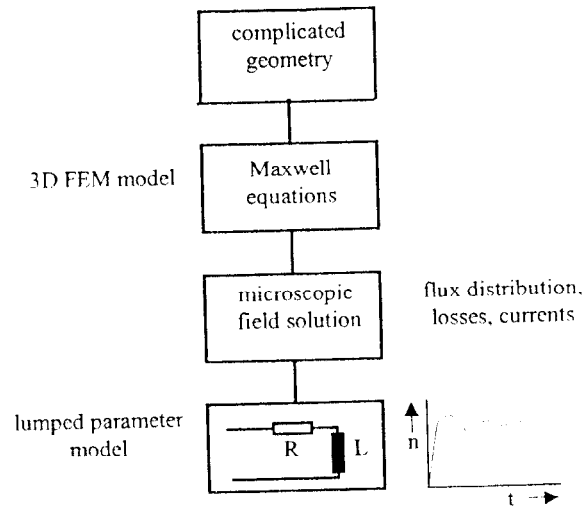 complicated
geometry
3D FEM model
Maxwell
equations
microscopic
field solution
flux distribution,
losses, currents
lumped parameter
model
R
L
n
t